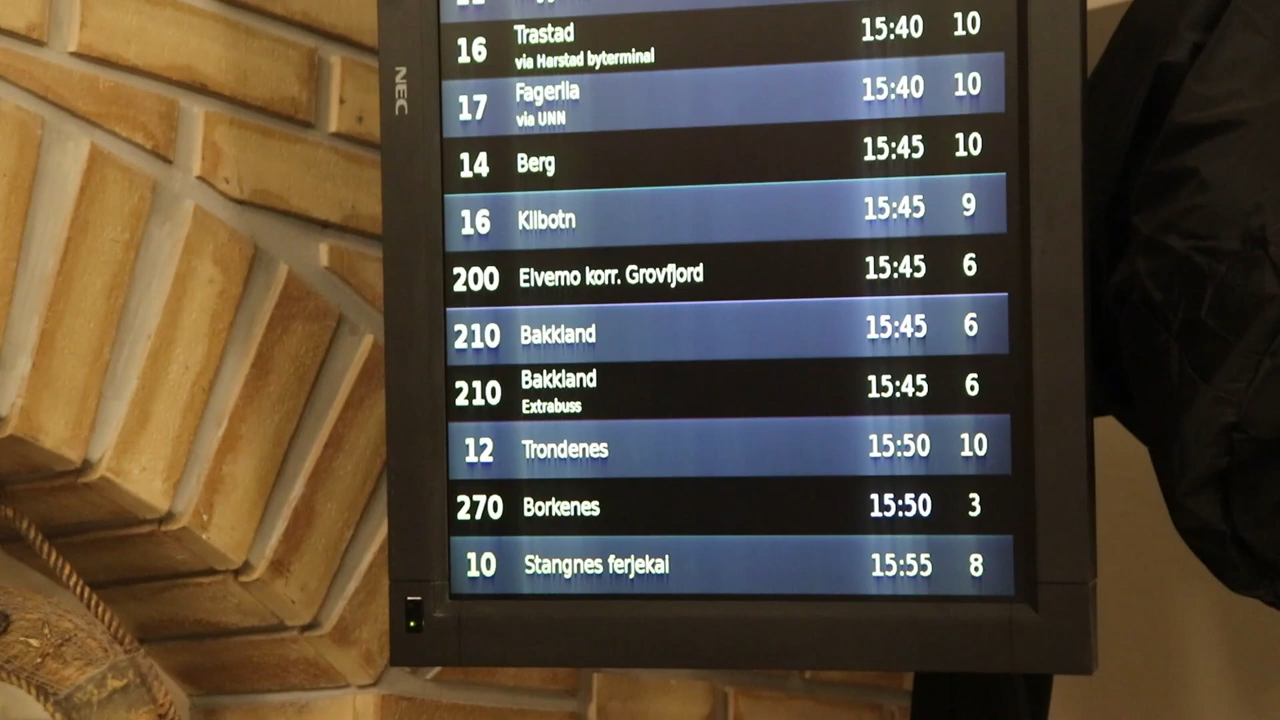 16 Trastad 15:40 10
via Harstad byterminal
17 Fagerlia 15:40 10
via UNN
14 Berg 15:45 10
16 Kilbotn 15:45 9
200 Elvemo korr. Grovfjord 15:45 6
210 Bakkland 15:45 6
210 Bakkland 15:45 6
Extrabuss
12 Trondenes 15:50 10
270 Borkenes 15:50 3
10 Stangnes ferjekai 15:55 8
NEC